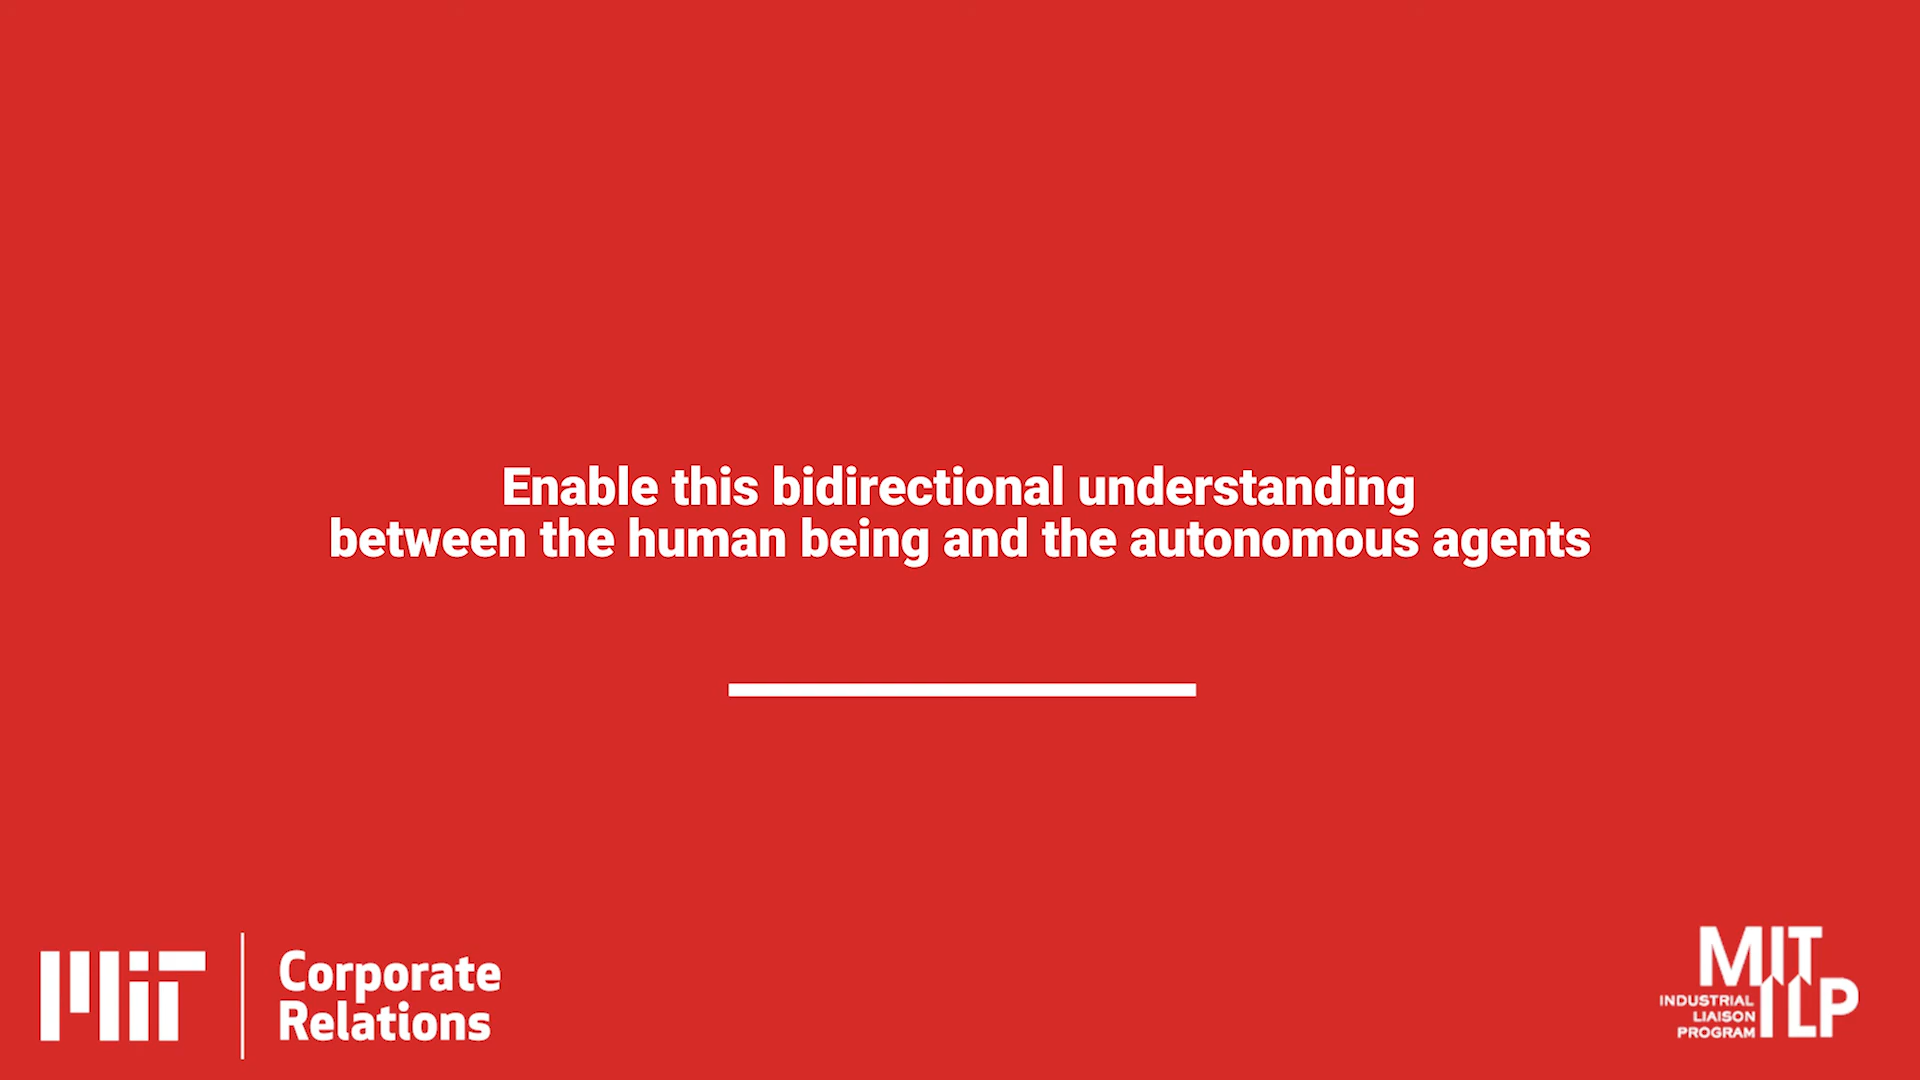 Enable this bidirectional understanding
between the human being and the autonomous agents
MIT
Corporate
Relations
MIT
ILP
INDUSTRIAL
LIAISON
PROGRAM